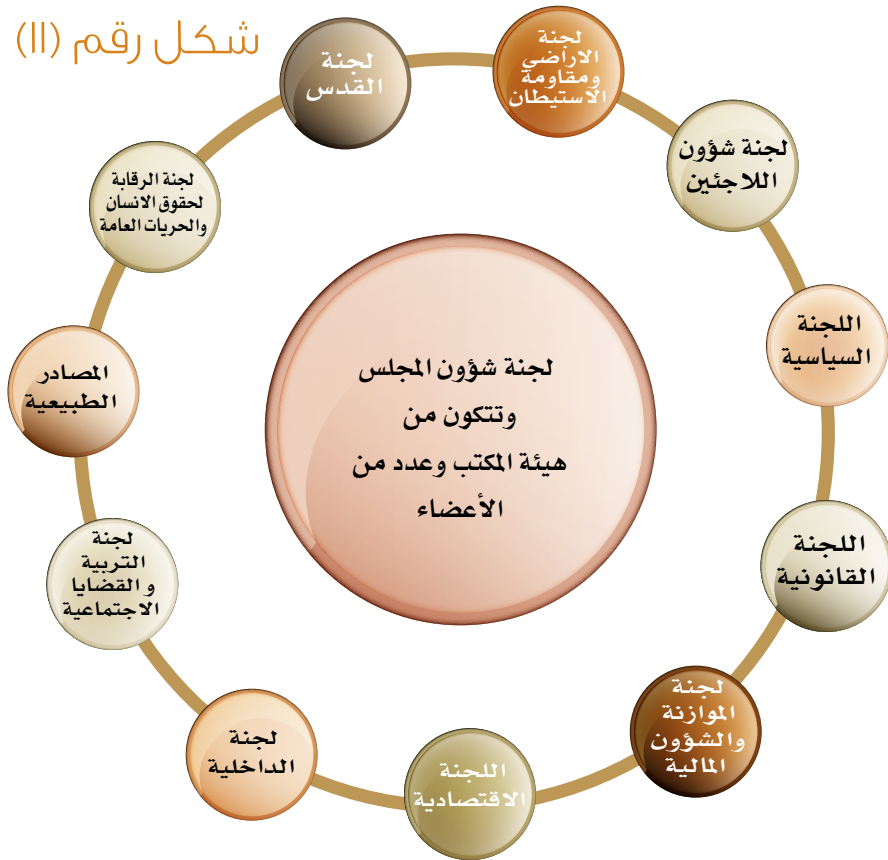 شكل رقم (II)
لجنة
القدس
لجنة
الاراضي
ومقاومة
الاستيطان
لجنة شؤون
اللاجئين
اللجنة
السياسية
اللجنة
القانونية
لجنة
الموازنة
والشؤون
المالية
اللجنة
الاقتصادية
لجنة
الداخلية
لجنة
التربية
والقضايا
الاجتماعية
المصادر
الطبيعية
لجنة الرقابة
لحقوق الانسان
والحريات العامة
لجنة شؤون المجلس
وتتكون من
هيئة المكتب وعدد من
الأعضاء